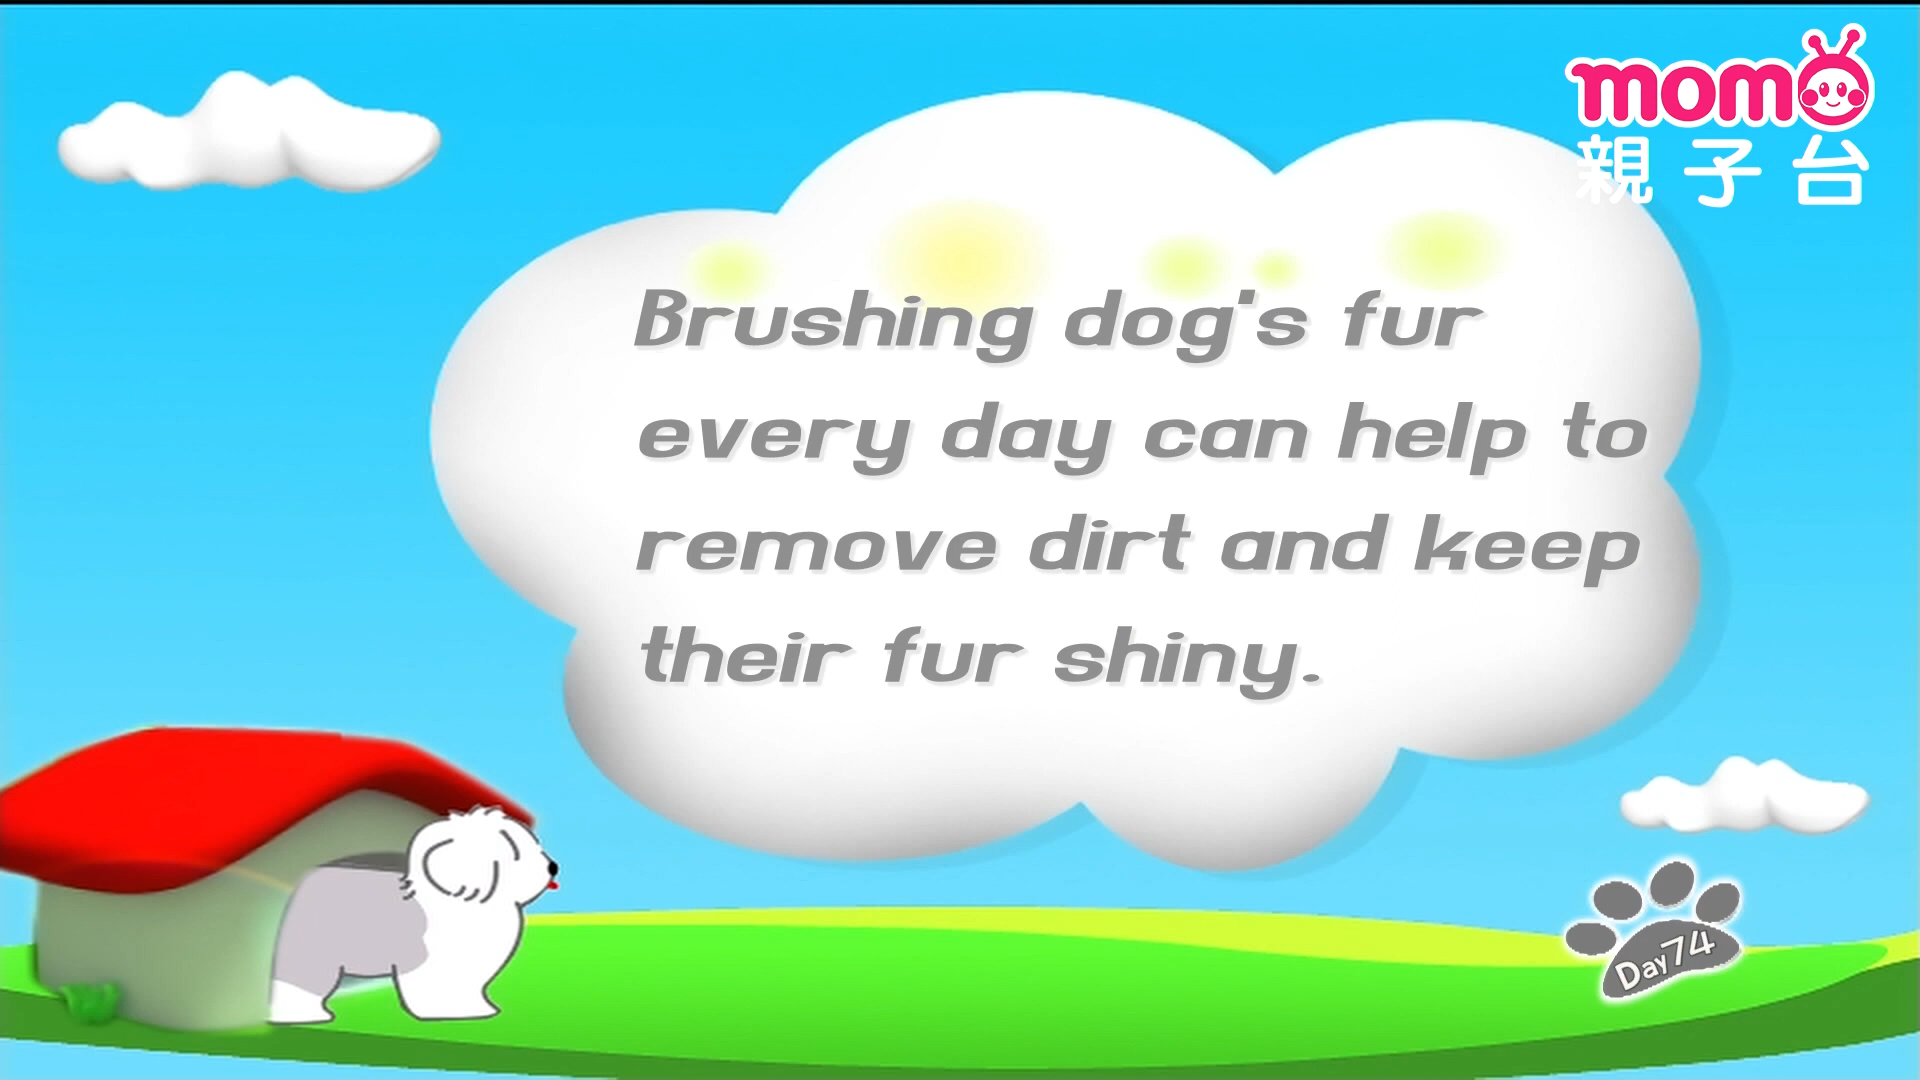 momo
親子台
Brushing dog's fur
every day can help to
remove dirt and keep
their fur shiny.
Day74